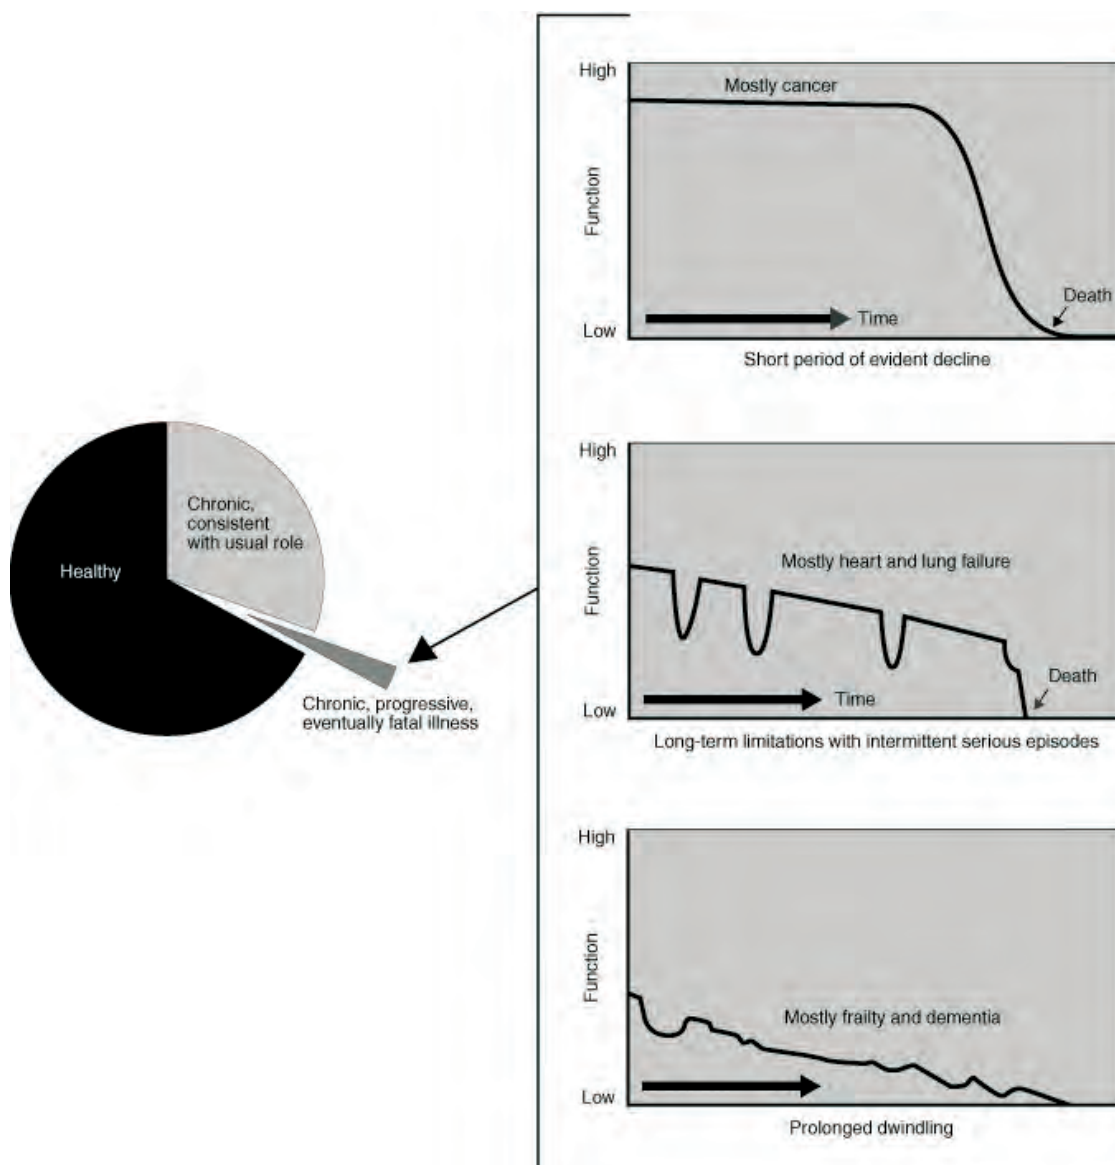 Healthy
Chronic,
consistent
with usual role
Chronic, progressive,
eventually fatal illness
High
Mostly cancer
Function
Death
Low
Time
Short period of evident decline
High
Mostly heart and lung failure
Function
Death
Low
Time
Long-term limitations with intermittent serious episodes
High
Function
Mostly frailty and dementia
Low
Prolonged dwindling